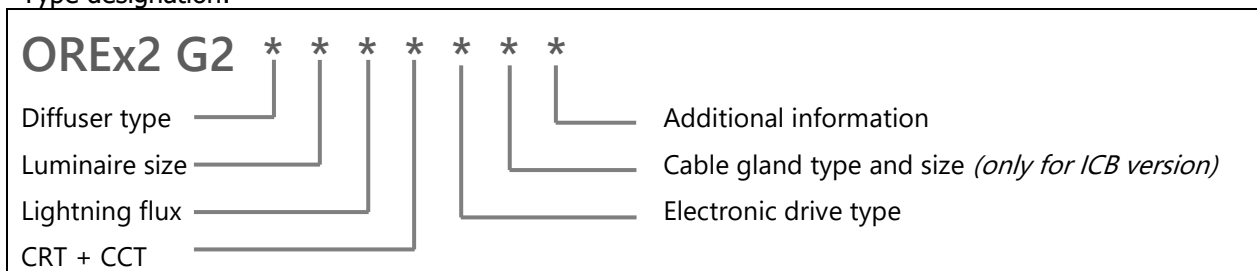 Type designation:
OREx2 G2 * * * * * * *
Diffuser type
Additional information
Luminaire size
Cable gland type and size (only for ICB version)
Lightning flux
Electronic drive type
CRT + CCT